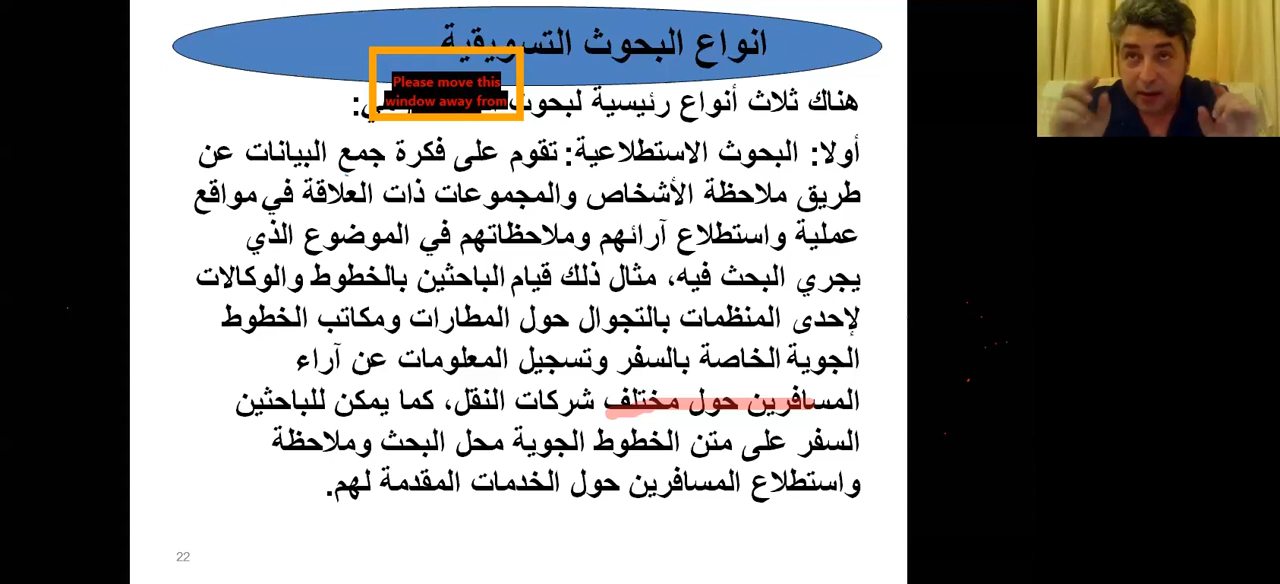 انواع البحوث التسويقية
Please move this
window away from
هناك ثلاث أنواع رئيسية لبحوث
أولا: البحوث الاستطلاعية: تقوم على فكرة جمع البيانات عن
طريق ملاحظة الأشخاص والمجموعات ذات العلاقة في مواقع
عملية واستطلاع آرائهم وملاحظاتهم في الموضوع الذي
يجري البحث فيه، مثال ذلك قيام الباحثين بالخطوط والوكالات
لإحدى المنظمات بالتجوال حول المطارات ومكاتب الخطوط
الجوية الخاصة بالسفر وتسجيل المعلومات عن آراء
المسافرين حول مختلف شركات النقل، كما يمكن للباحثين
السفر على متن الخطوط الجوية محل البحث وملاحظة
واستطلاع المسافرين حول الخدمات المقدمة لهم.
22